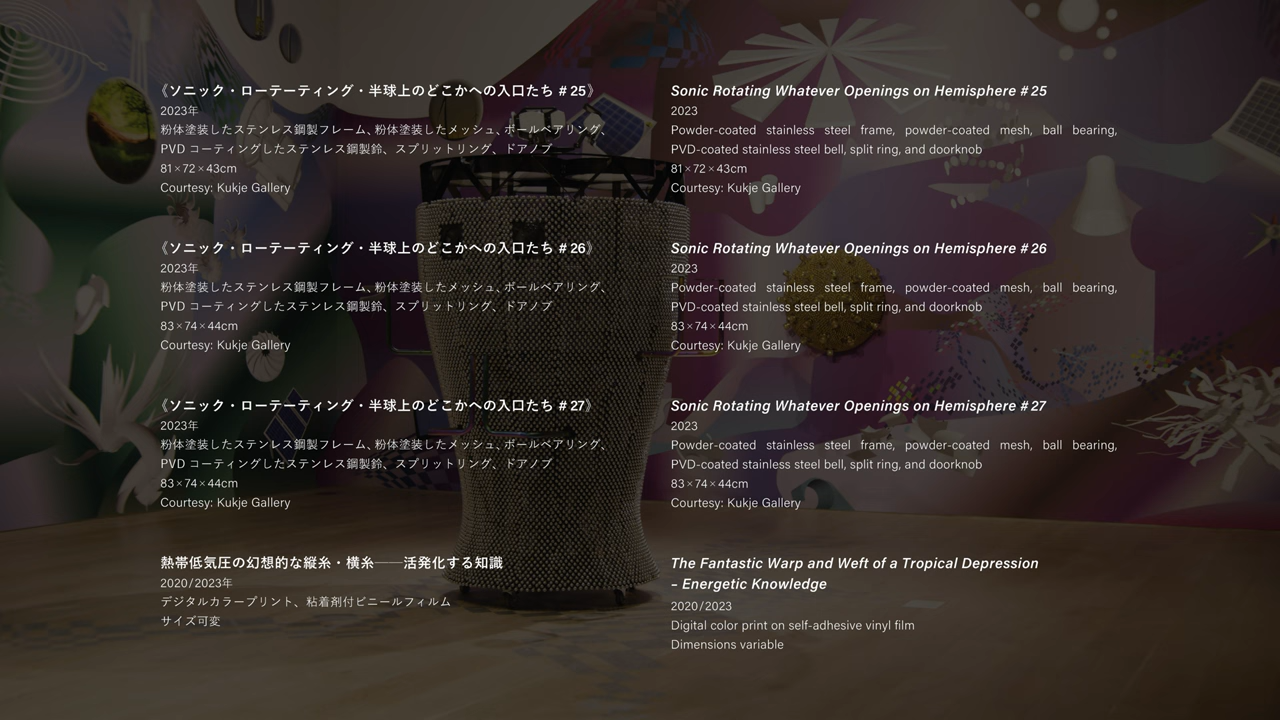 《ソニック・ローテーティング・半球上のどこかへの入口たち #25》
2023年
粉体塗装したステンレス鋼製フレーム、粉体塗装したメッシュ、ボールベアリング、
PVD コーティングしたステンレス鋼製鈴、スプリットリング、ドアノブ
81×72×43cm
Courtesy: Kukje Gallery
《ソニック・ローテーティング・半球上のどこかへの入口たち #26》
2023年
粉体塗装したステンレス鋼製フレーム、粉体塗装したメッシュ、ボールベアリング、
PVD コーティングしたステンレス鋼製鈴、スプリットリング、ドアノブ
83×74×44cm
Courtesy: Kukje Gallery
《ソニック・ローテーティング・半球上のどこかへの入口たち #27》
2023年
粉体塗装したステンレス鋼製フレーム、粉体塗装したメッシュ、ボールベアリング、
PVD コーティングしたステンレス鋼製鈴、スプリットリング、ドアノブ
83×74×44cm
Courtesy: Kukje Gallery
熱帯低気圧の幻想的な縦糸・横糸──活発化する知識
2020/2023年
デジタルカラープリント、粘着剤付ビニールフィルム
サイズ可変
Sonic Rotating Whatever Openings on Hemisphere #25
2023
Powder-coated stainless steel frame, powder-coated mesh, ball bearing,
PVD-coated stainless steel bell, split ring, and doorknob
81×72×43cm
Courtesy: Kukje Gallery
Sonic Rotating Whatever Openings on Hemisphere #26
2023
Powder-coated stainless steel frame, powder-coated mesh, ball bearing,
PVD-coated stainless steel bell, split ring, and doorknob
83×74×44cm
Courtesy: Kukje Gallery
Sonic Rotating Whatever Openings on Hemisphere #27
2023
Powder-coated stainless steel frame, powder-coated mesh, ball bearing,
PVD-coated stainless steel bell, split ring, and doorknob
83×74×44cm
Courtesy: Kukje Gallery
The Fantastic Warp and Weft of a Tropical Depression
– Energetic Knowledge
2020/2023
Digital color print on self-adhesive vinyl film
Dimensions variable